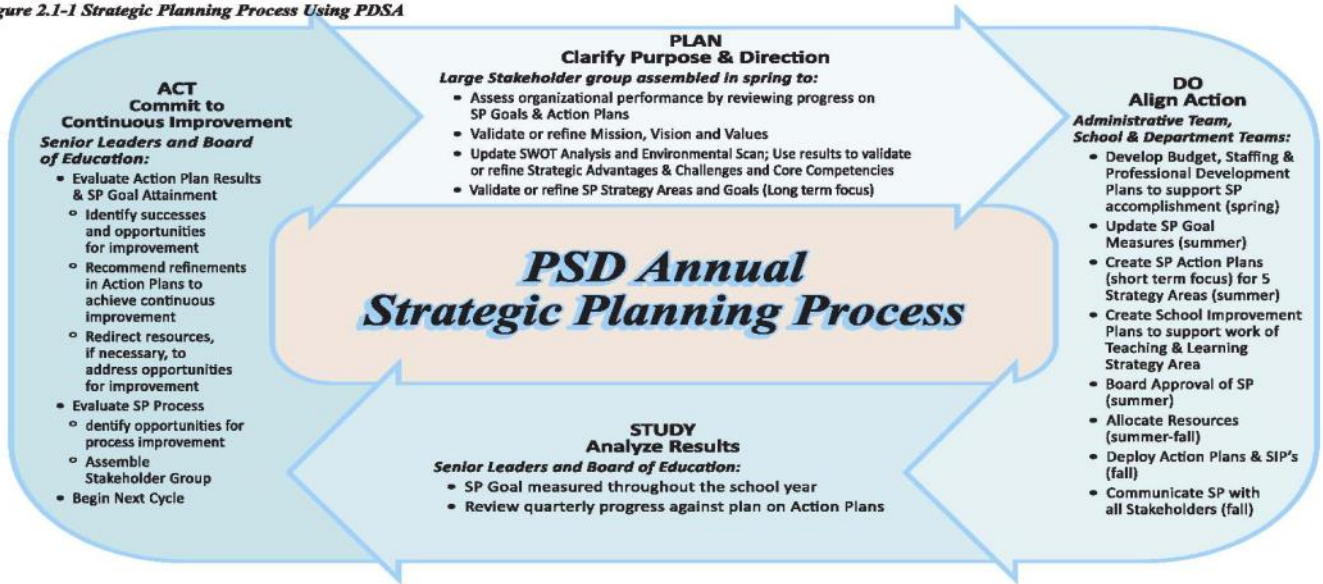 gure 2.1-1 Strategic Planning Process Using PDSA
PLAN
Clarify Purpose & Direction
Large Stakeholder group assembled in spring to:
• Assess organizational performance by reviewing progress on
SP Goals & Action Plans
• Validate or refine Mission, Vision and Values
• Update SWOT Analysis and Environmental Scan; Use results to validate
or refine Strategic Advantages & Challenges and Core Competencies
• Validate or refine SP Strategy Areas and Goals (Long term focus)
DO
Align Action
Administrative Team,
School & Department Teams:
• Develop Budget, Staffing &
Professional Development
Plans to support SP
accomplishment (spring)
• Update SP Goal
Measures (summer)
• Create SP Action Plans
(short term focus) for 5
Strategy Areas (summer)
• Create School Improvement
Plans to support work of
Teaching & Learning
Strategy Area
• Board Approval of SP
(summer)
• Allocate Resources
(summer-fall)
• Deploy Action Plans & SIP's
(fall)
• Communicate SP with
all Stakeholders (fall)
STUDY
Analyze Results
Senior Leaders and Board of Education:
• SP Goal measured throughout the school year
• Review quarterly progress against plan on Action Plans
ACT
Commit to
Continuous Improvement
Senior Leaders and Board
of Education:
• Evaluate Action Plan Results
& SP Goal Attainment
° Identify successes
and opportunities
for improvement
° Recommend refinements
in Action Plans to
achieve continuous
improvement
° Redirect resources,
if necessary, to
address opportunities
for improvement
• Evaluate SP Process
° dentify opportunities for
process improvement
° Assemble
Stakeholder Group
• Begin Next Cycle
PSD Annual
Strategic Planning Process